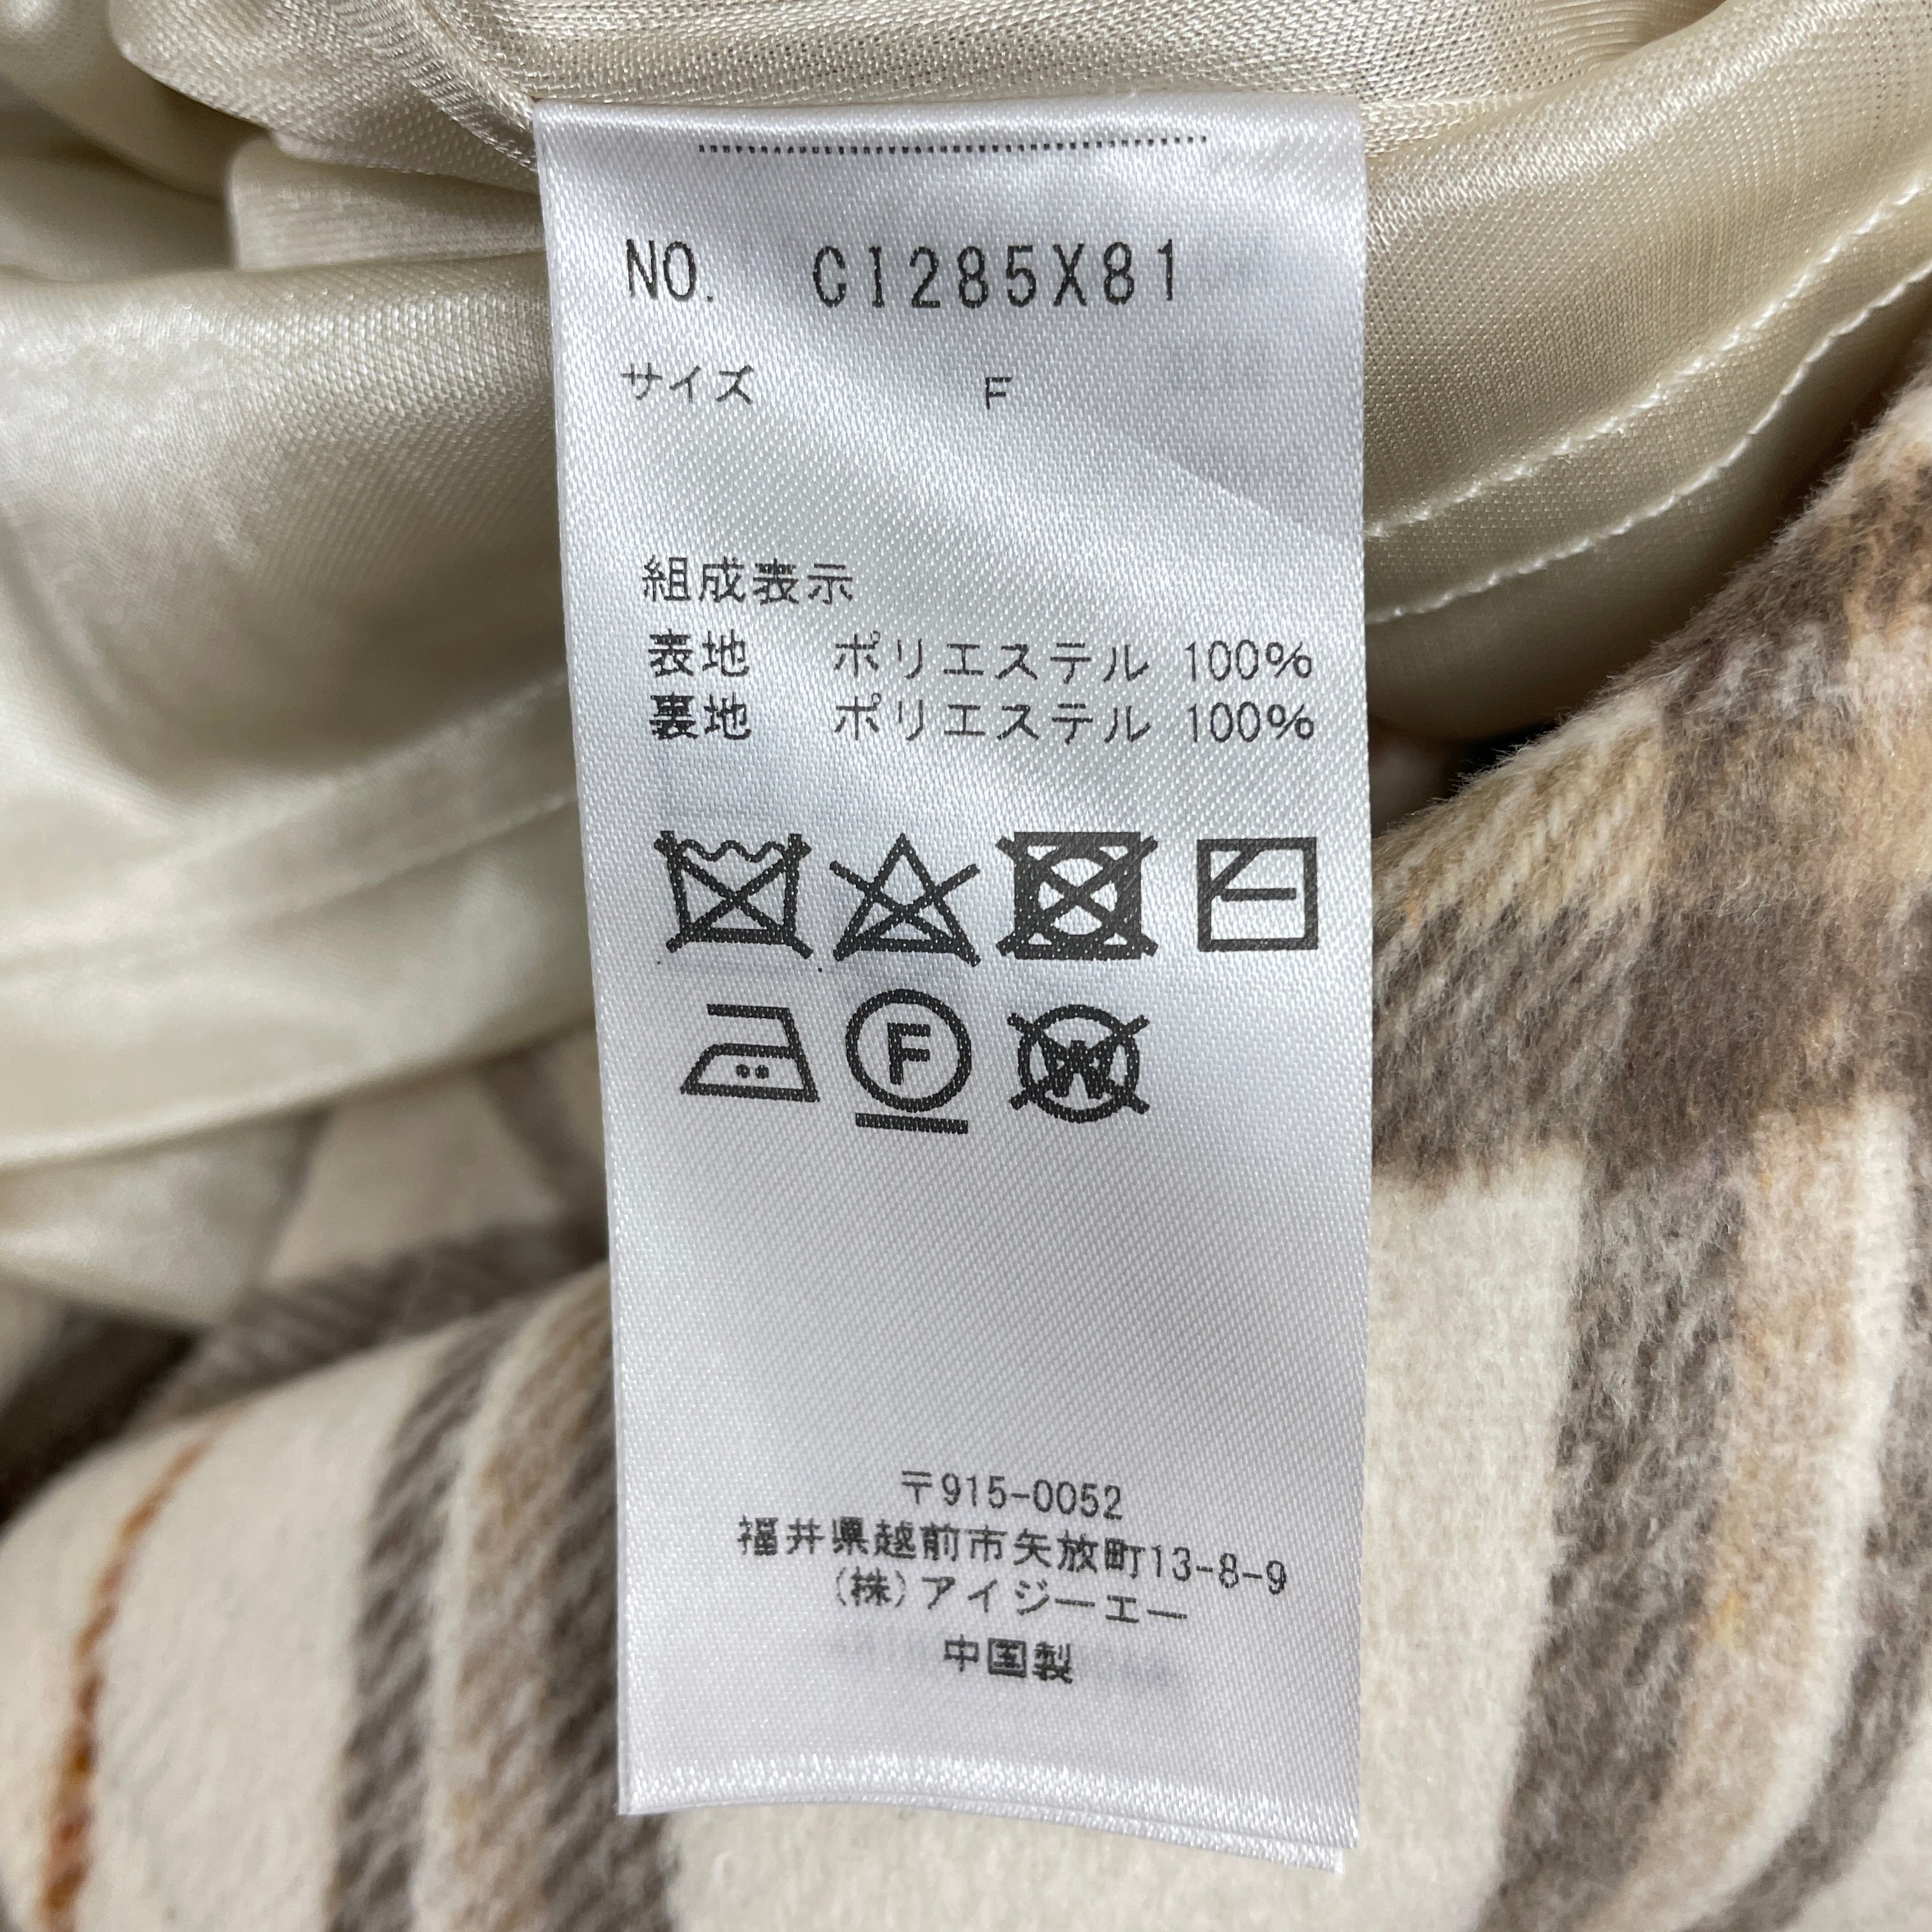 NO. CI285X81
サイズ F
組成表示
表地 ポリエステル 100%
裏地 ポリエステル 100%
F
W
〒915-0052
福井県越前市矢放町13-8-9
(株)アイジーエー
中国製